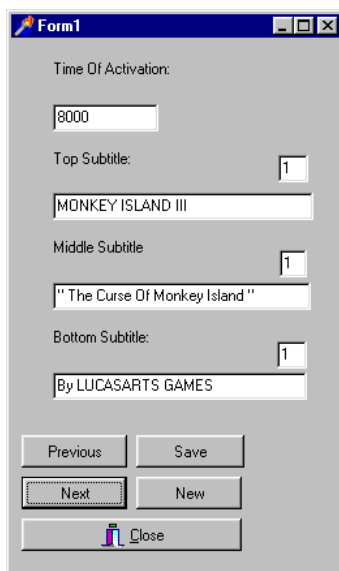 Form1
Time Of Activation:
8000
Top Subtitle:
1
MONKEY ISLAND III
Middle Subtitle
1
" The Curse Of Monkey Island "
Bottom Subtitle:
1
By LUCASARTS GAMES
Previous Save
Next New
Close